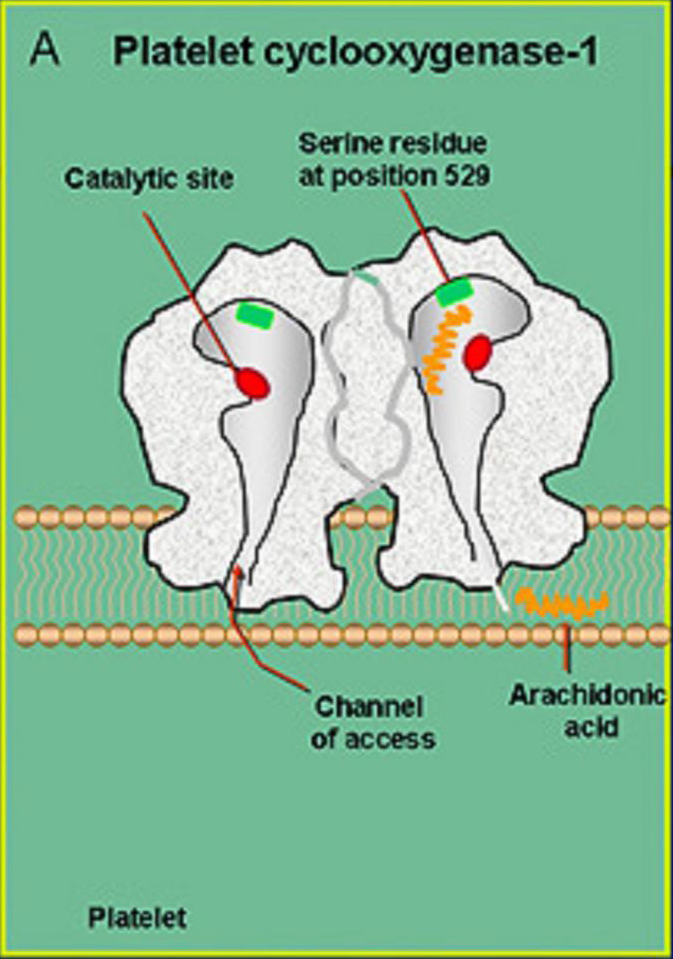 A Platelet cyclooxygenase-1
Serine residue
at position 529
Catalytic site
Channel
of access
Arachidonic
acid
Platelet